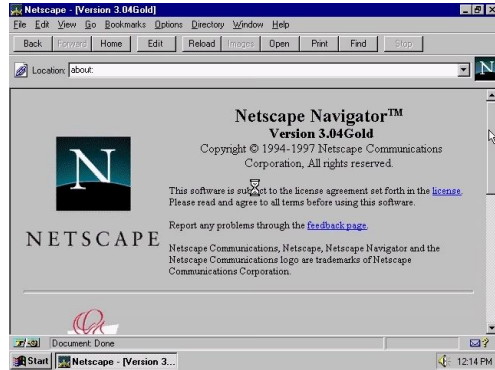 Netscape - [Version 3.04Gold]
File Edit View Go Bookmarks Options Directory Window Help
Back Forward Home Edit Reload Images Open Print Find Stop
Location: about:
N
N
NETSCAPE
Netscape Navigator™
Version 3.04Gold
Copyright © 1994-1997 Netscape Communications
Corporation, All rights reserved.
This software is subject to the license agreement set forth in the license.
Please read and agree to all terms before using this software.
Report any problems through the feedback page.
Netscape Communications, Netscape, Netscape Navigator and the
Netscape Communications logo are trademarks of Netscape
Communications Corporation.
Document: Done
Start Netscape - [Version 3... 12:14 PM